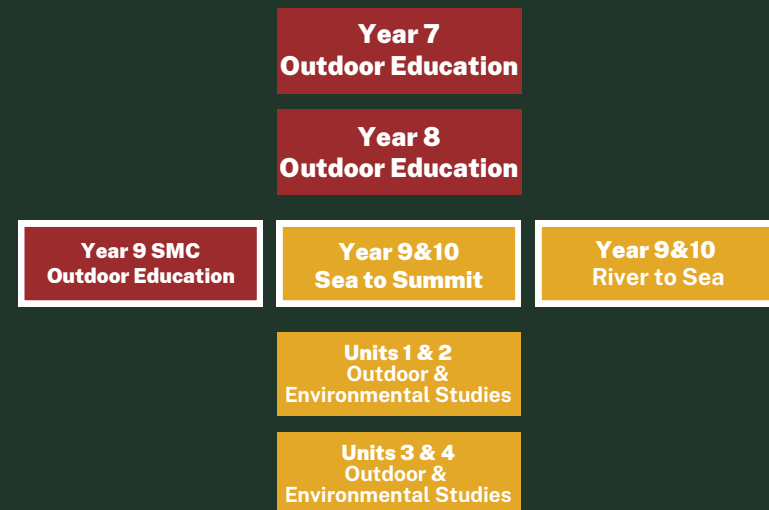 Year 7
Outdoor Education
Year 8
Outdoor Education
Year 9 SMC
Outdoor Education
Year 9&10
Sea to Summit
Year 9&10
River to Sea
Units 1 & 2
Outdoor &
Environmental Studies
Units 3 & 4
Outdoor &
Environmental Studies